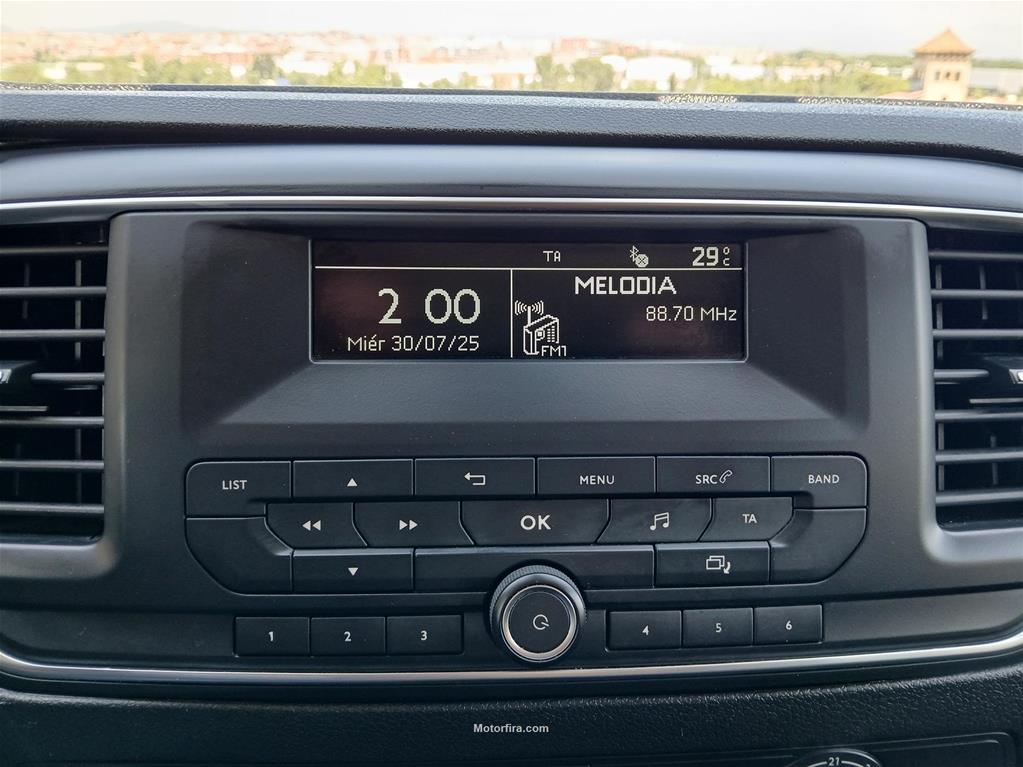 TA 29°C
2 00
MELODIA
88.70 MHz
Miér 30/07/25
FM1
LIST
MENU
SRC
BAND
OK
TA
1 2 3 4 5 6
Motorfira.com
21